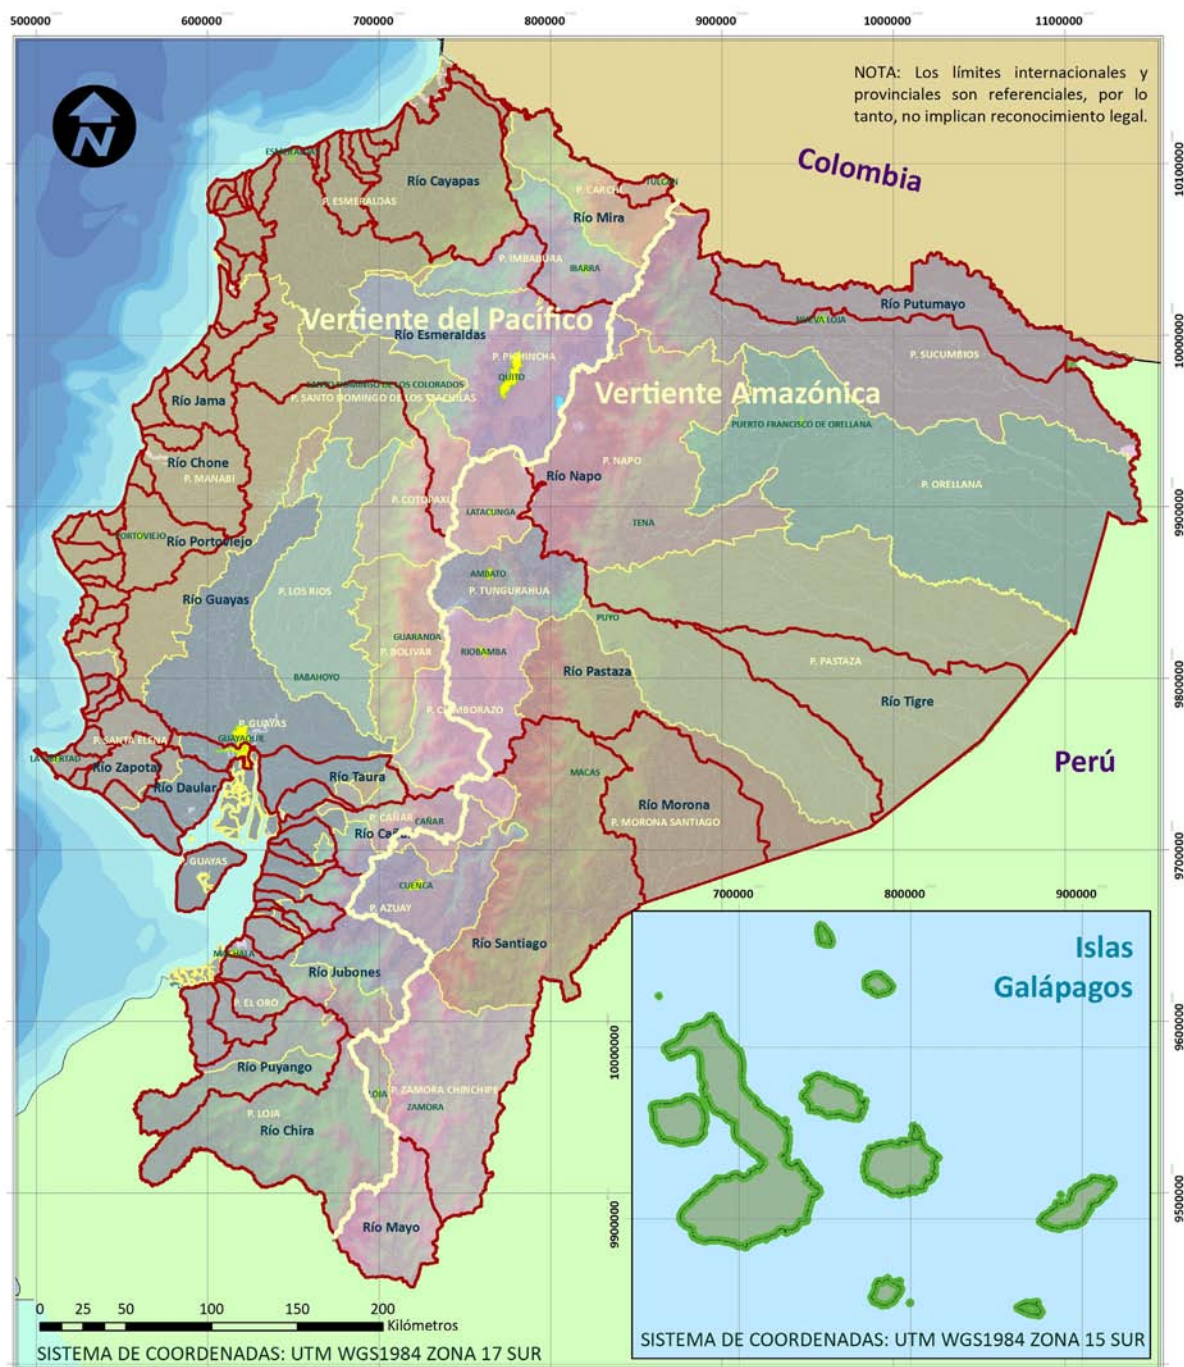 500000 600000 700000 800000 900000 1000000 1100000
NOTA: Los límites internacionales y
provinciales son referenciales, por lo
tanto, no implican reconocimiento legal.
N
Colombia
10100000
ESMERALDAS
TULCÁN
Río Cayapas
P. CARCHI
P. ESMERALDAS
Río Mira
P. IMBABURA
IBARRA
Río Putumayo
Vertiente del Pacífico
NUEVA LOJA
Río Esmeraldas
10000000
P. PICHINCHA
P. SUCUMBIOS
QUITO
SANTO DOMINGO DE LOS COLORADOS
Vertiente Amazónica
P. SANTO DOMINGO DE LOS TSACHILAS
Río Jama
PUERTO FRANCISCO DE ORELLANA
Río Chone
P. NAPO
P. MANABI
Río Napo
P. ORELLANA
P. COTOPAXI
LATACUNGA
9900000
TENA
PORTOVIEJO
Río Portoviejo
AMBATO
P. TUNGURAHUA
P. LOS RIOS
Río Guayas
PUYO
GUARANDA
P. BOLIVAR
RIOBAMBA
P. PASTAZA
Río Pastaza
BABAHOYO
9800000
Río Tigre
P. CHIMBORAZO
P. GUAYAS
GUAYAQUIL
P. SANTA ELENA
LA LIBERTAD
Perú
Río Zapotal
Río Taura
MACAS
Río Daular
Río Morona
P. CAÑAR
CAÑAR
P. MORONA SANTIAGO
Río Cañar
9700000
P. GUAYAS
CUENCA
700000 800000 900000
P. AZUAY
Río Santiago
MACHALA
Islas
Galápagos
Río Jubones
P. EL ORO
9600000
10000000
Río Puyango
LOJA
P. ZAMORA CHINCHIPE
ZAMORA
P. LOJA
Río Chira
9500000
9900000
Río Mayo
0 25 50 100 150 200
Kilómetros
SISTEMA DE COORDENADAS: UTM WGS1984 ZONA 15 SUR
SISTEMA DE COORDENADAS: UTM WGS1984 ZONA 17 SUR